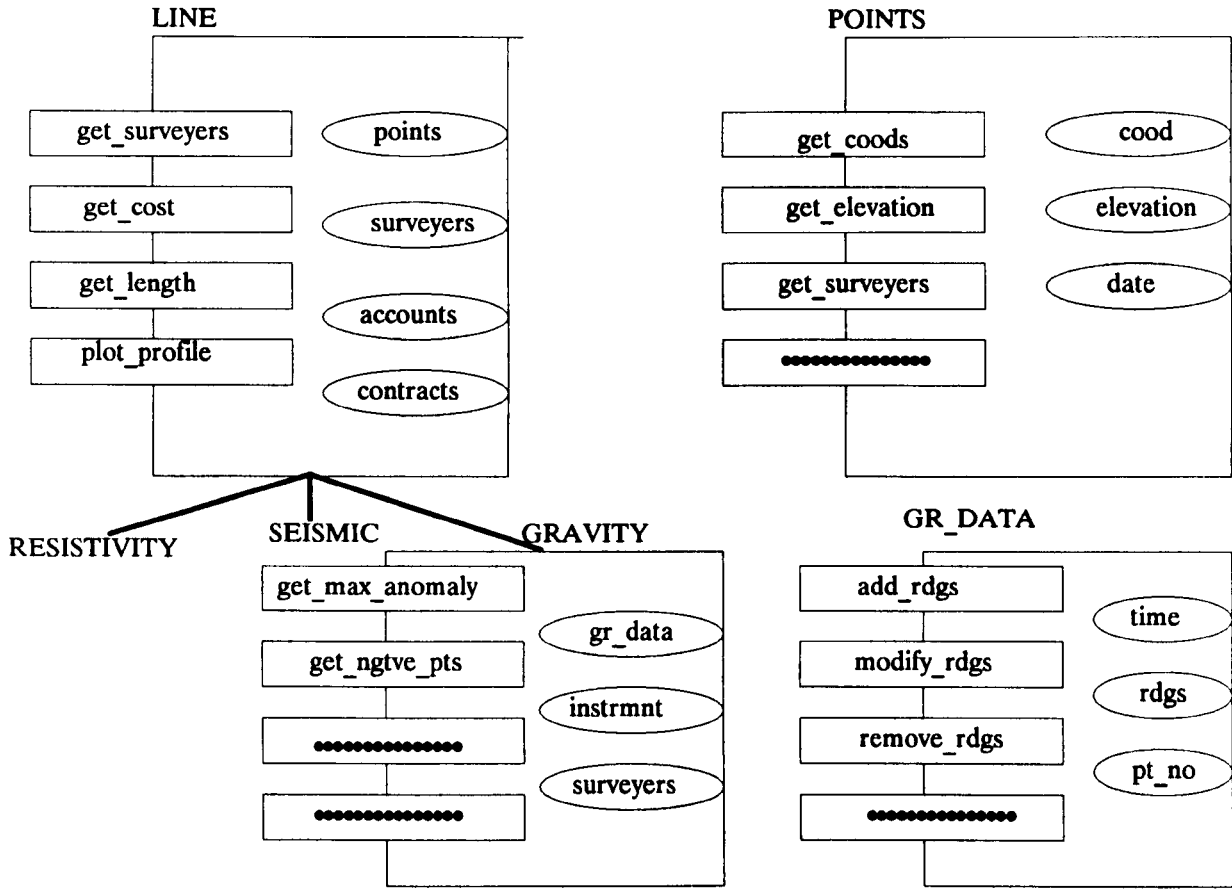 LINE
get_surveyers
get_cost
get_length
plot_profile
points
surveyers
accounts
contracts
POINTS
get_coods
get_elevation
get_surveyers
cood
elevation
date
RESISTIVITY
SEISMIC
GRAVITY
get_max_anomaly
get_ngtve_pts
gr_data
instrmnt
surveyers
GR_DATA
add_rdgs
modify_rdgs
remove_rdgs
time
rdgs
pt_no